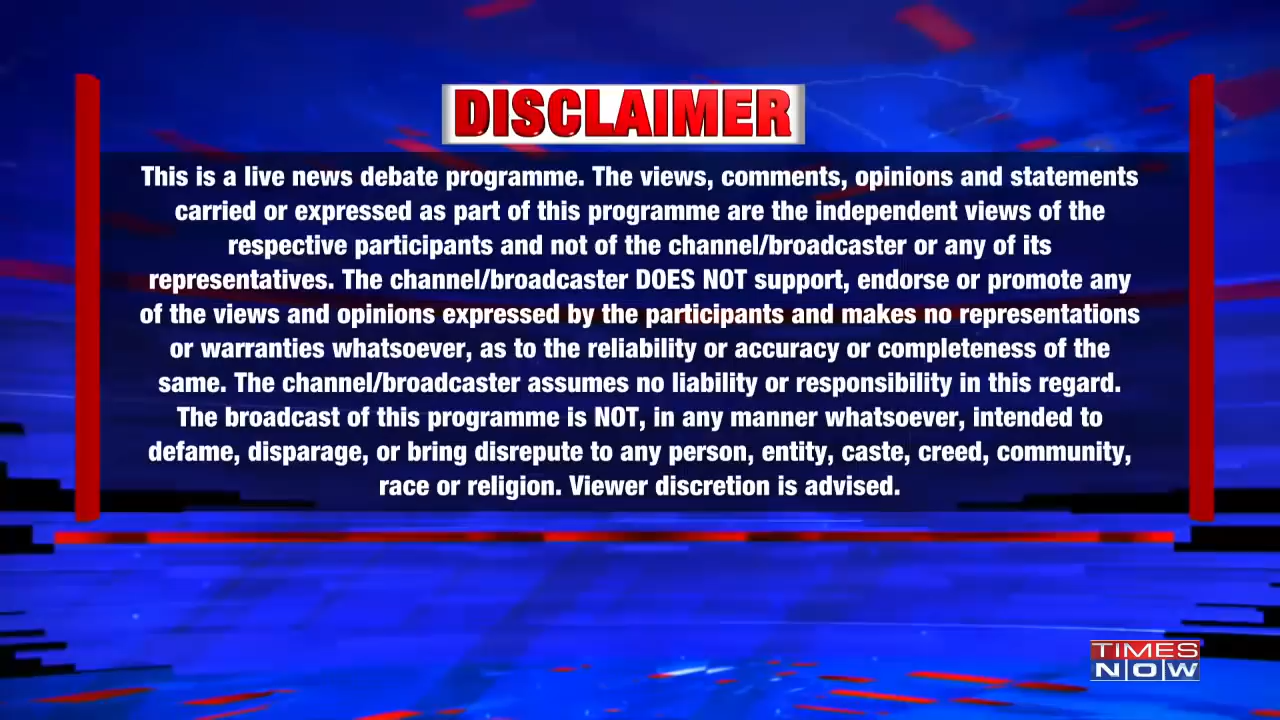 DISCLAIMER
This is a live news debate programme. The views, comments, opinions and statements
carried or expressed as part of this programme are the independent views of the
respective participants and not of the channel/broadcaster or any of its
representatives. The channel/broadcaster DOES NOT support, endorse or promote any
of the views and opinions expressed by the participants and makes no representations
or warranties whatsoever, as to the reliability or accuracy or completeness of the
same. The channel/broadcaster assumes no liability or responsibility in this regard.
The broadcast of this programme is NOT, in any manner whatsoever, intended to
defame, disparage, or bring disrepute to any person, entity, caste, creed, community,
race or religion. Viewer discretion is advised.
TIMES
NOW